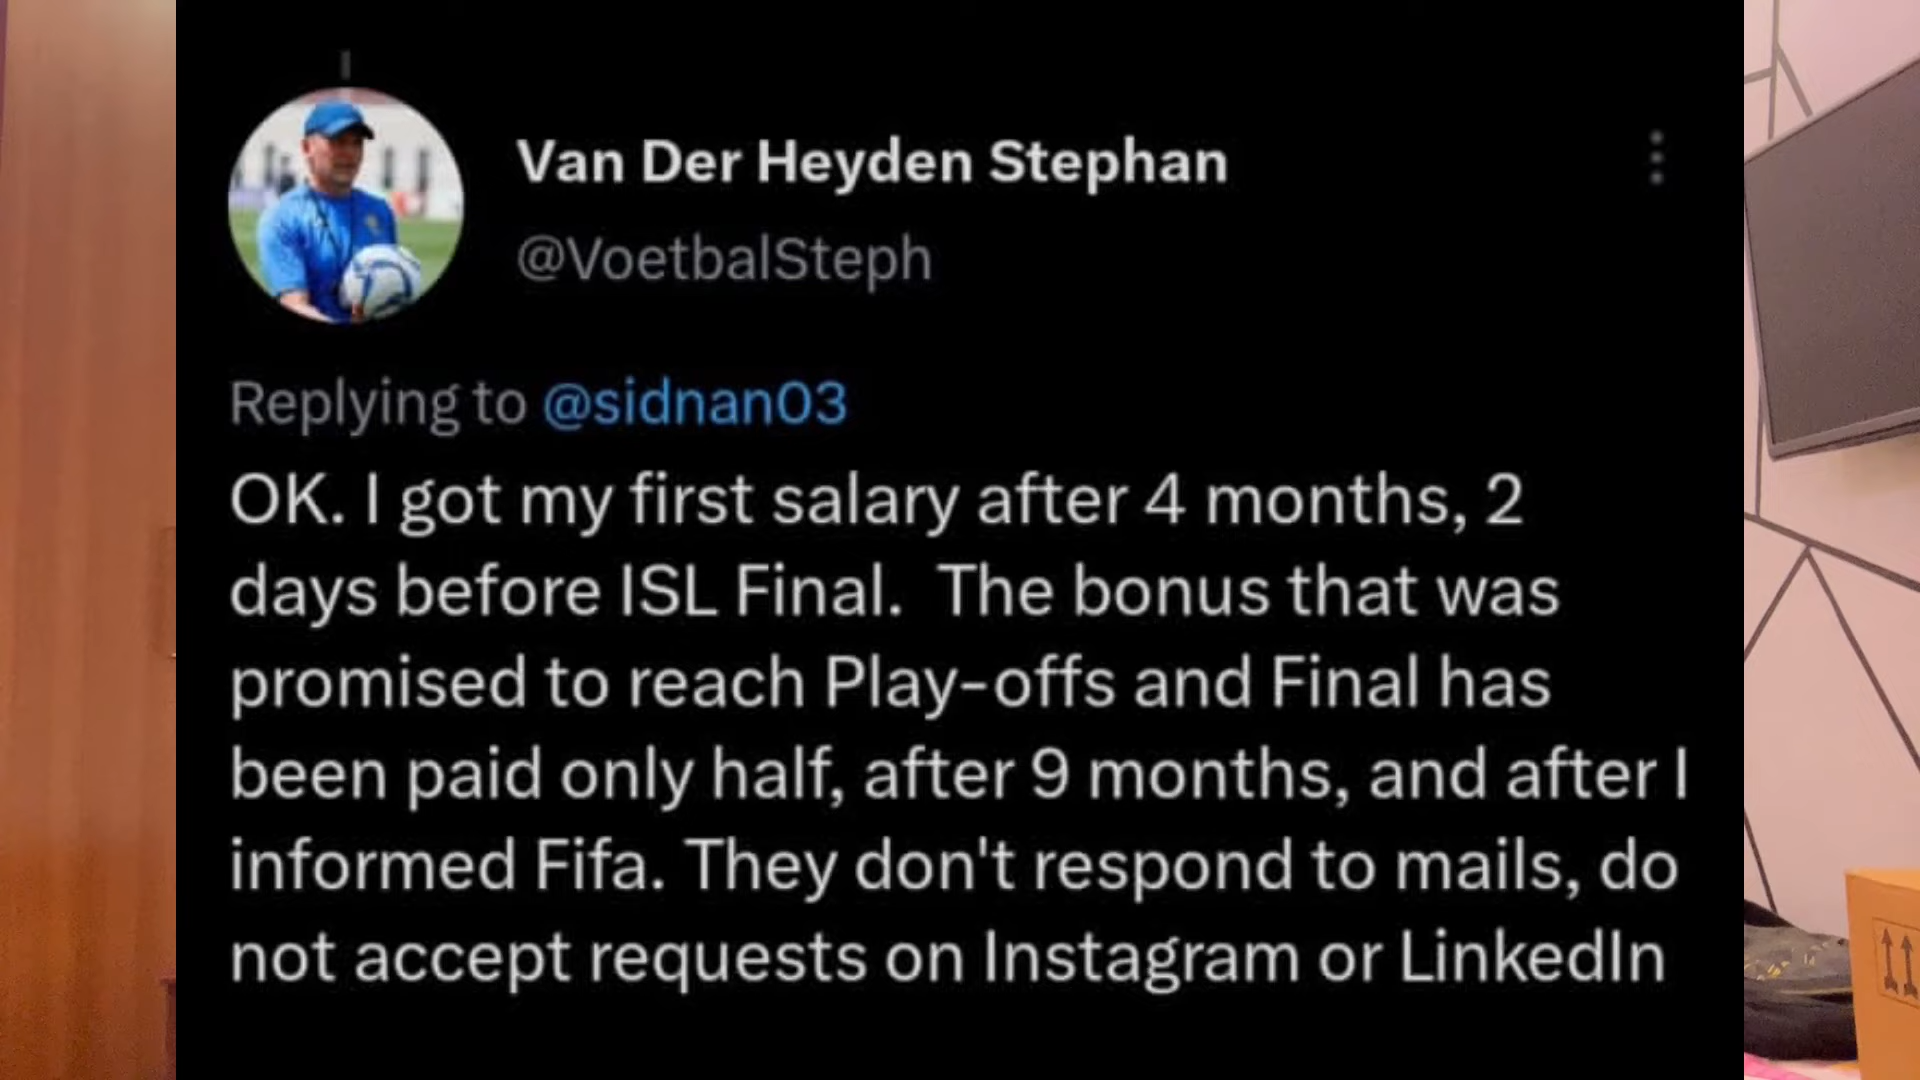 Van Der Heyden Stephan
@VoetbalSteph
Replying to @sidnan03
OK. I got my first salary after 4 months, 2
days before ISL Final.  The bonus that was
promised to reach Play-offs and Final has
been paid only half, after 9 months, and after I
informed Fifa. They don't respond to mails, do
not accept requests on Instagram or LinkedIn